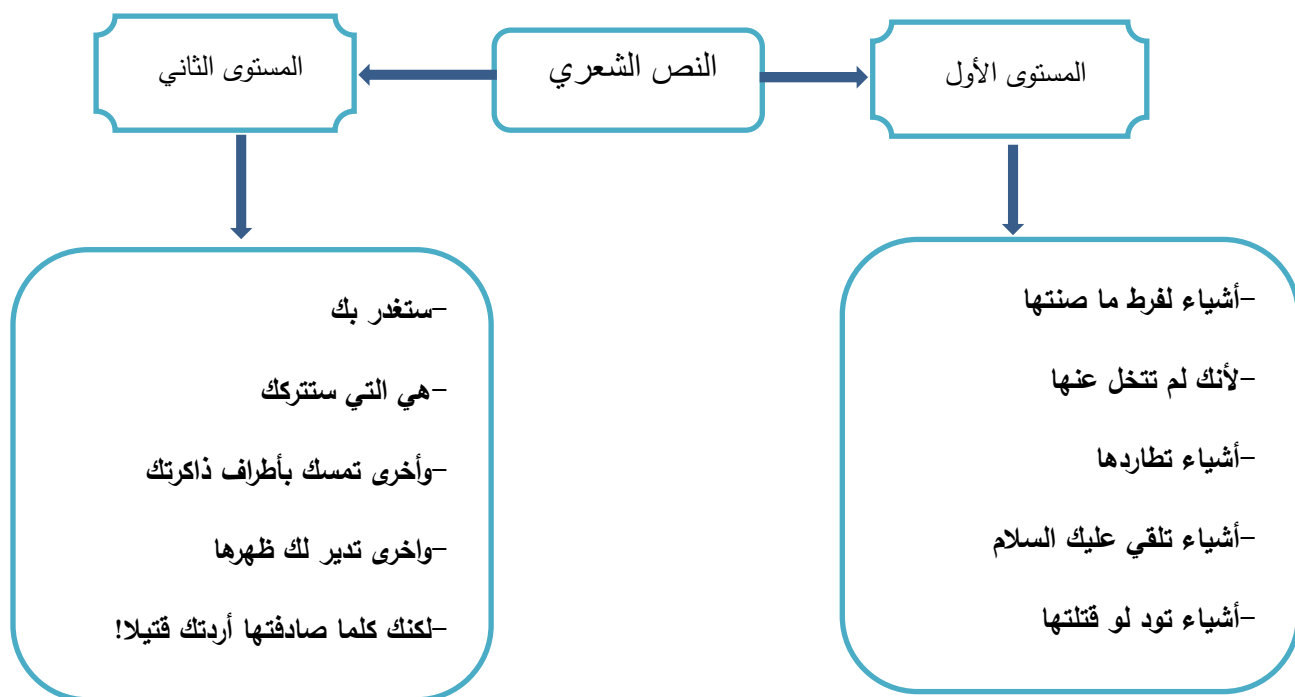 النص الشعري
المستوى الأول
المستوى الثاني
-أشياء لفرط ما صنتها
-لأنك لم تتخل عنها
-أشياء تطاردها
-أشياء تلقي عليك السلام
-أشياء تود لو قتلتها
-ستغدر بك
-هي التي ستتركك
-وأخرى تمسك بأطراف ذاكرتك
-واخرى تدير لك ظهرها
-لكنك كلما صادفتها أردتك قتيلا!